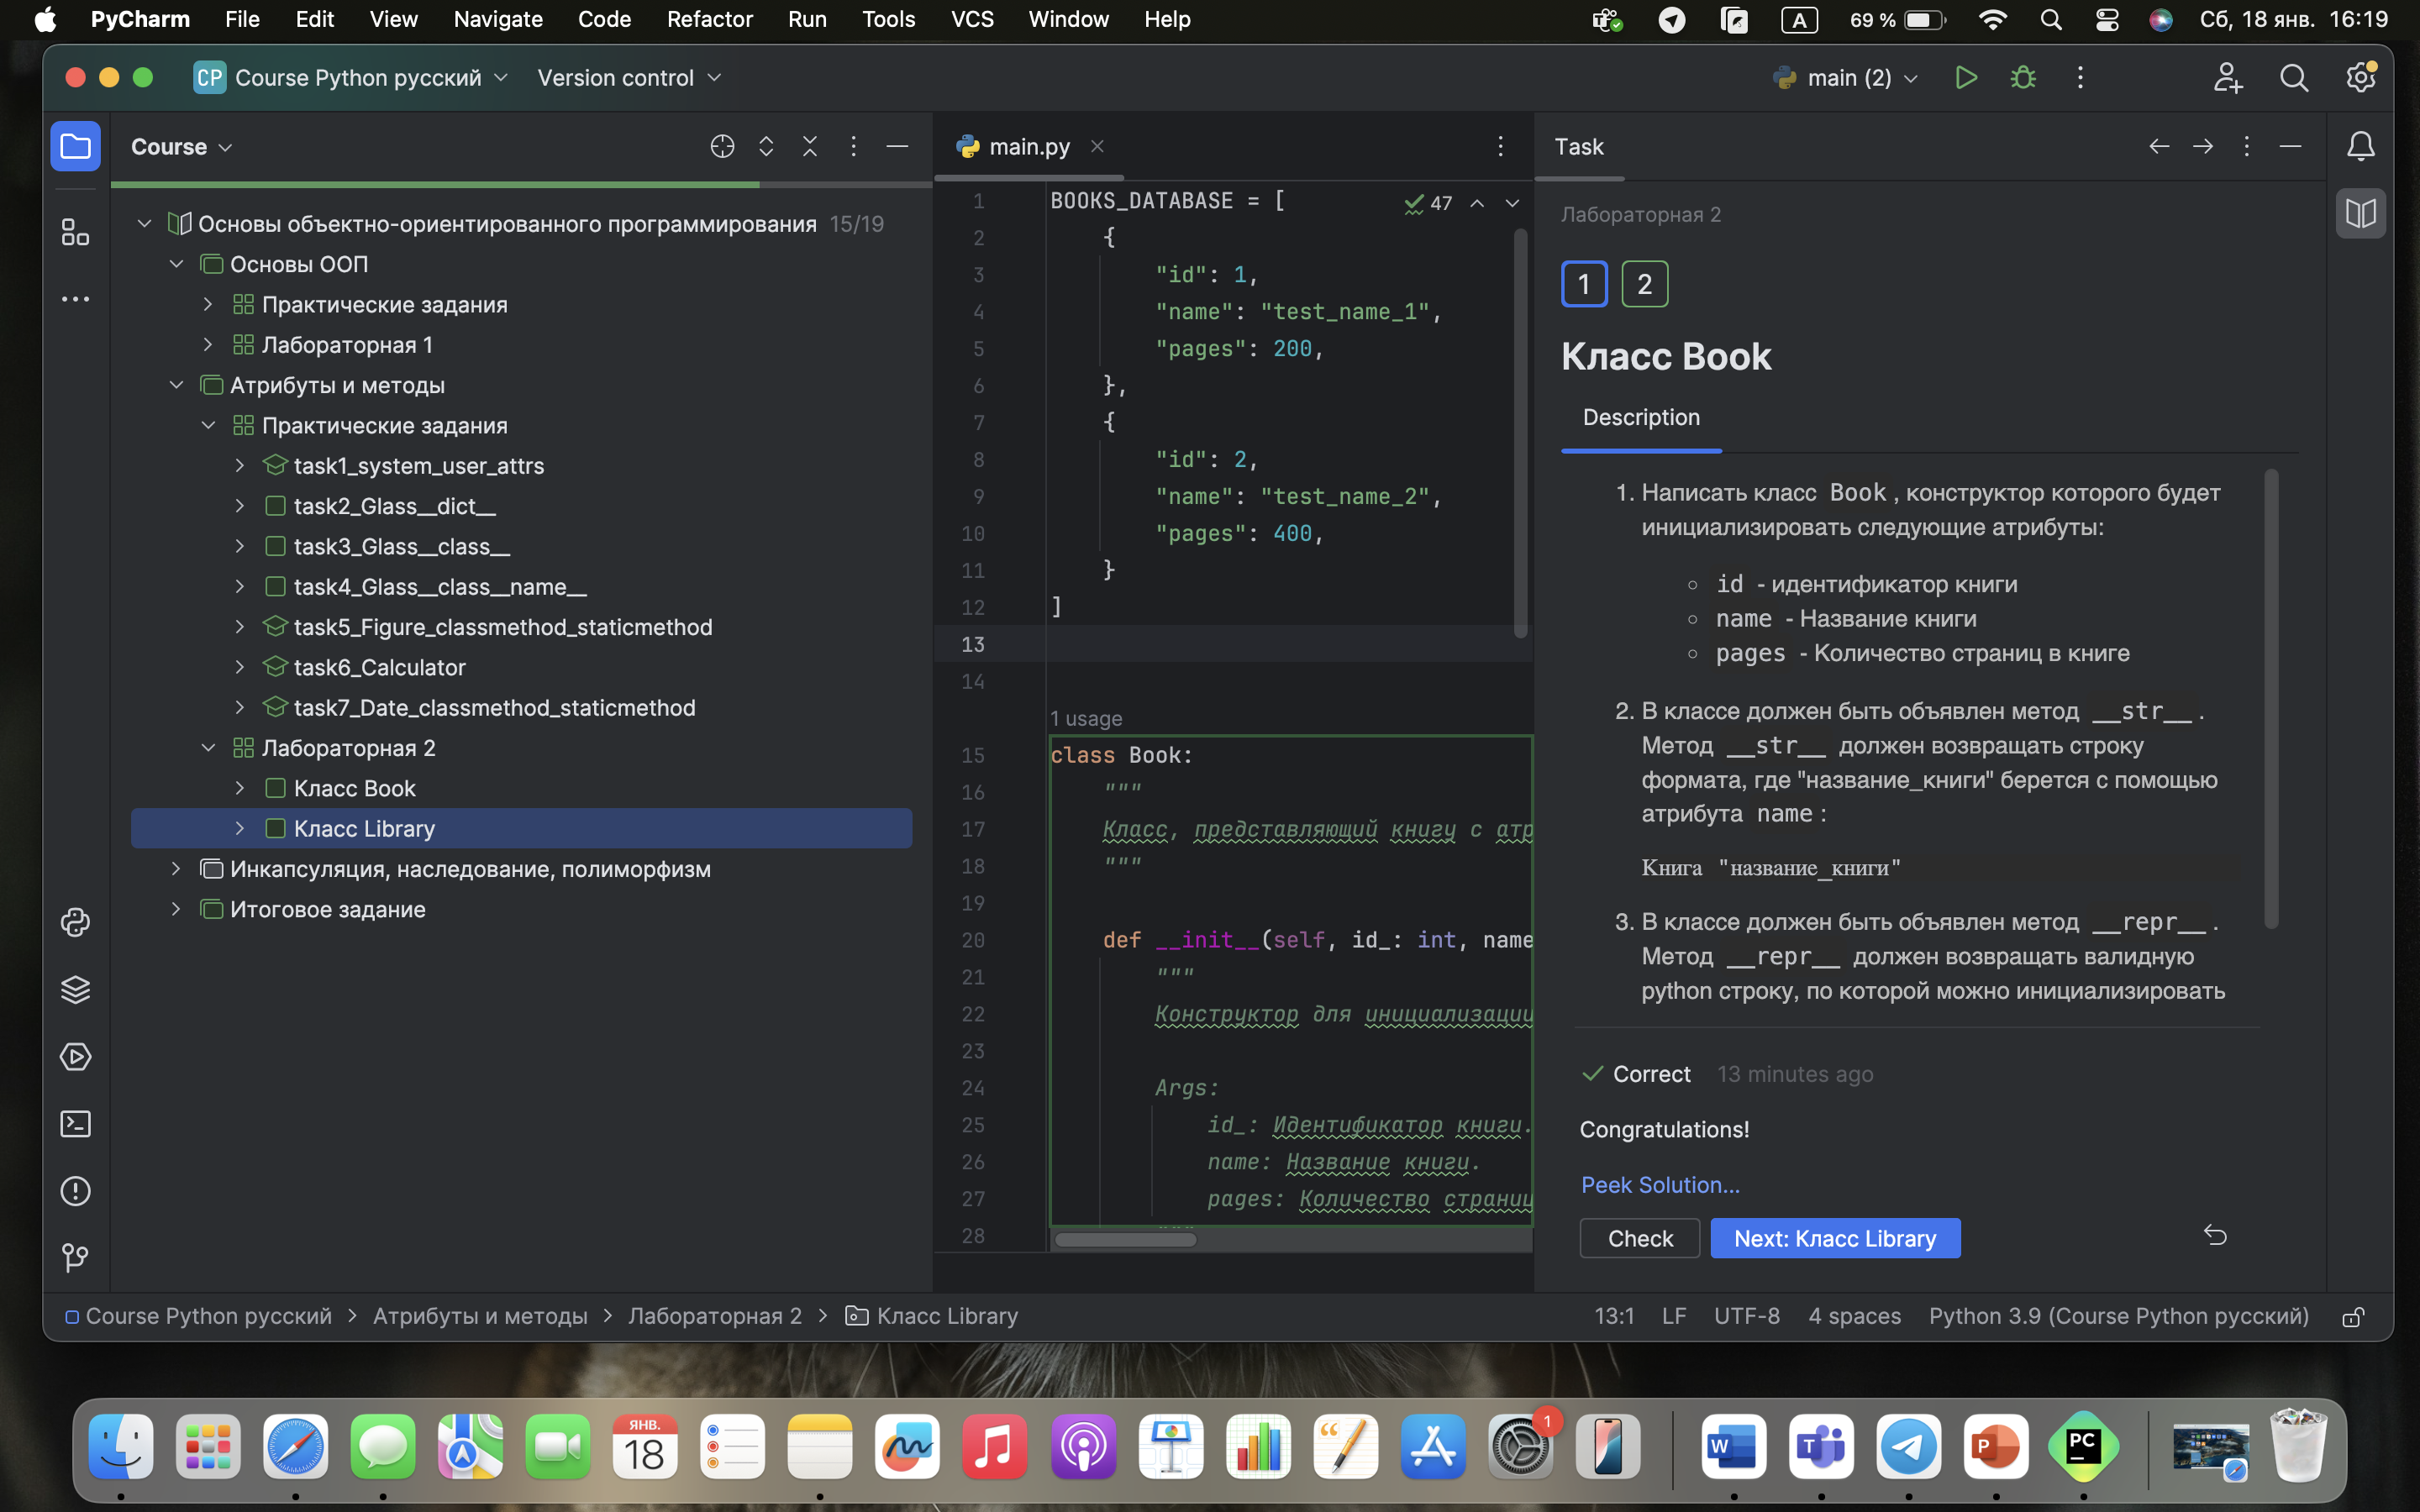 PyCharm File Edit View Navigate Code Refactor Run Tools VCS Window Help A 69 % Сб, 18 янв. 16:19
CP Course Python русский Version control main (2)
Course
Основы объектно-ориентированного программирования 15/19
Основы ООП
Практические задания
Лабораторная 1
Атрибуты и методы
Практические задания
task1_system_user_attrs
task2_Glass__dict__
task3_Glass__class__
task4_Glass__class__name__
task5_Figure_classmethod_staticmethod
task6_Calculator
task7_Date_classmethod_staticmethod
Лабораторная 2
Класс Book
Класс Library
Инкапсуляция, наследование, полиморфизм
Итоговое задание
main.py
47
1 BOOKS_DATABASE = [
2 {
3 "id": 1,
4 "name": "test_name_1",
5 "pages": 200,
6 },
7 {
8 "id": 2,
9 "name": "test_name_2",
10 "pages": 400,
11 }
12 ]
13
14
1 usage
15 class Book:
16 """
17 Класс, представляющий книгу с атр
18 """
19
20 def __init__(self, id_: int, name
21 """
22 Конструктор для инициализации
23
24 Args:
25 id_: Идентификатор книги.
26 name: Название книги.
27 pages: Количество страниц
28 """
Task
Лабораторная 2
1 2
Класс Book
Description
1. Написать класс Book , конструктор которого будет
инициализировать следующие атрибуты:
id - идентификатор книги
name - Название книги
pages - Количество страниц в книге
2. В классе должен быть объявлен метод __str__ .
Метод __str__ должен возвращать строку
формата, где "название_книги" берется с помощью
атрибута name :
Книга "название_книги"
3. В классе должен быть объявлен метод __repr__ .
Метод __repr__ должен возвращать валидную
python строку, по которой можно инициализировать
Correct 13 minutes ago
Congratulations!
Peek Solution...
Check Next: Класс Library
Course Python русский > Атрибуты и методы > Лабораторная 2 > Класс Library 13:1 LF UTF-8 4 spaces Python 3.9 (Course Python русский)
ЯНВ.
18
1
W
T
P
PC